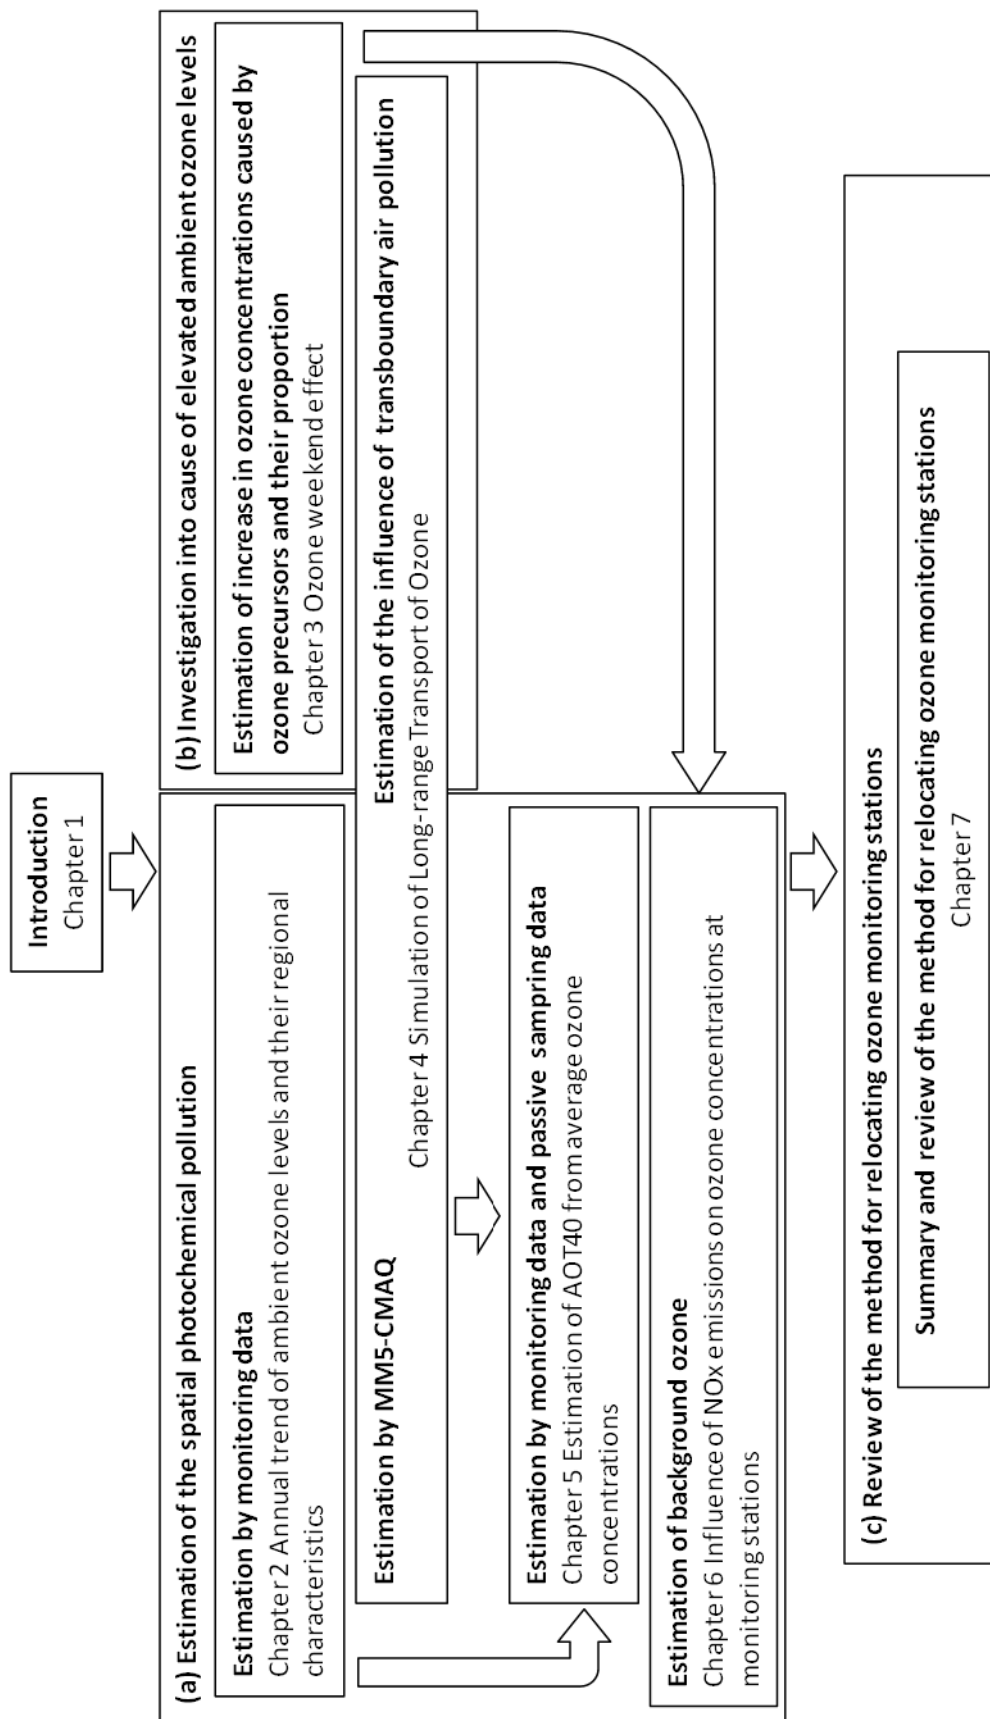 Introduction
Chapter 1
(a) Estimation of the spatial photochemical pollution
Estimation by monitoring data
Chapter 2 Annual trend of ambient ozone levels and their regional
characteristics
(b) Investigation into cause of elevated ambient ozone levels
Estimation of increase in ozone concentrations caused by
ozone precursors and their proportion
Chapter 3 Ozone weekend effect
Estimation by MM5-CMAQ
Estimation of the influence of transboundary air pollution
Chapter 4 Simulation of Long-range Transport of Ozone
Estimation by monitoring data and passive sampring data
Chapter 5 Estimation of AOT40 from average ozone
concentrations
Estimation of background ozone
Chapter 6 Influence of NOx emissions on ozone concentrations at
monitoring stations
(c) Review of the method for relocating ozone monitoring stations
Summary and review of the method for relocating ozone monitoring stations
Chapter 7